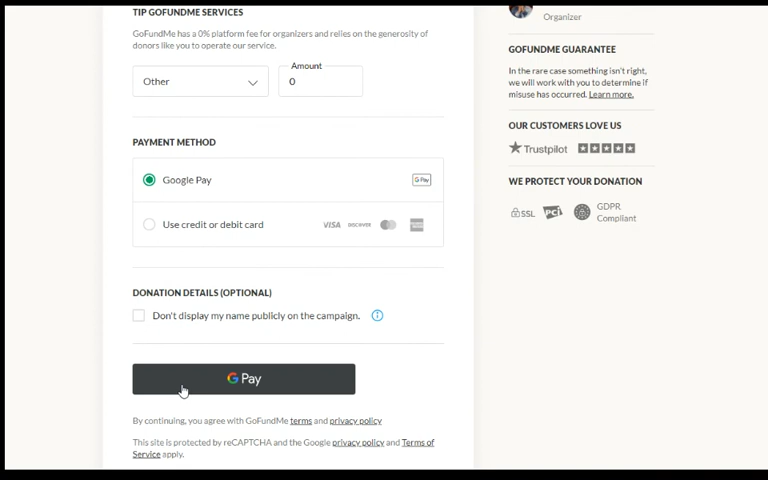 TIP GOFUNDME SERVICES
GoFundMe has a 0% platform fee for organizers and relies on the generosity of
donors like you to operate our service.
Other
Amount
0
PAYMENT METHOD
Google Pay
G Pay
Use credit or debit card
VISA DISCOVER
DONATION DETAILS (OPTIONAL)
Don't display my name publicly on the campaign.
G Pay
By continuing, you agree with GoFundMe terms and privacy policy
This site is protected by reCAPTCHA and the Google privacy policy and Terms of
Service apply.
Organizer
GOFUNDME GUARANTEE
In the rare case something isn't right,
we will work with you to determine if
misuse has occurred. Learn more.
OUR CUSTOMERS LOVE US
Trustpilot
WE PROTECT YOUR DONATION
SSL
PCI
GDPR
Compliant